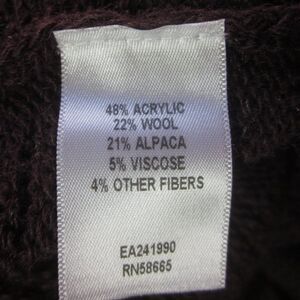 48% ACRYLIC
22% WOOL
21% ALPACA
5% VISCOSE
4% OTHER FIBERS
EA241990
RN58665